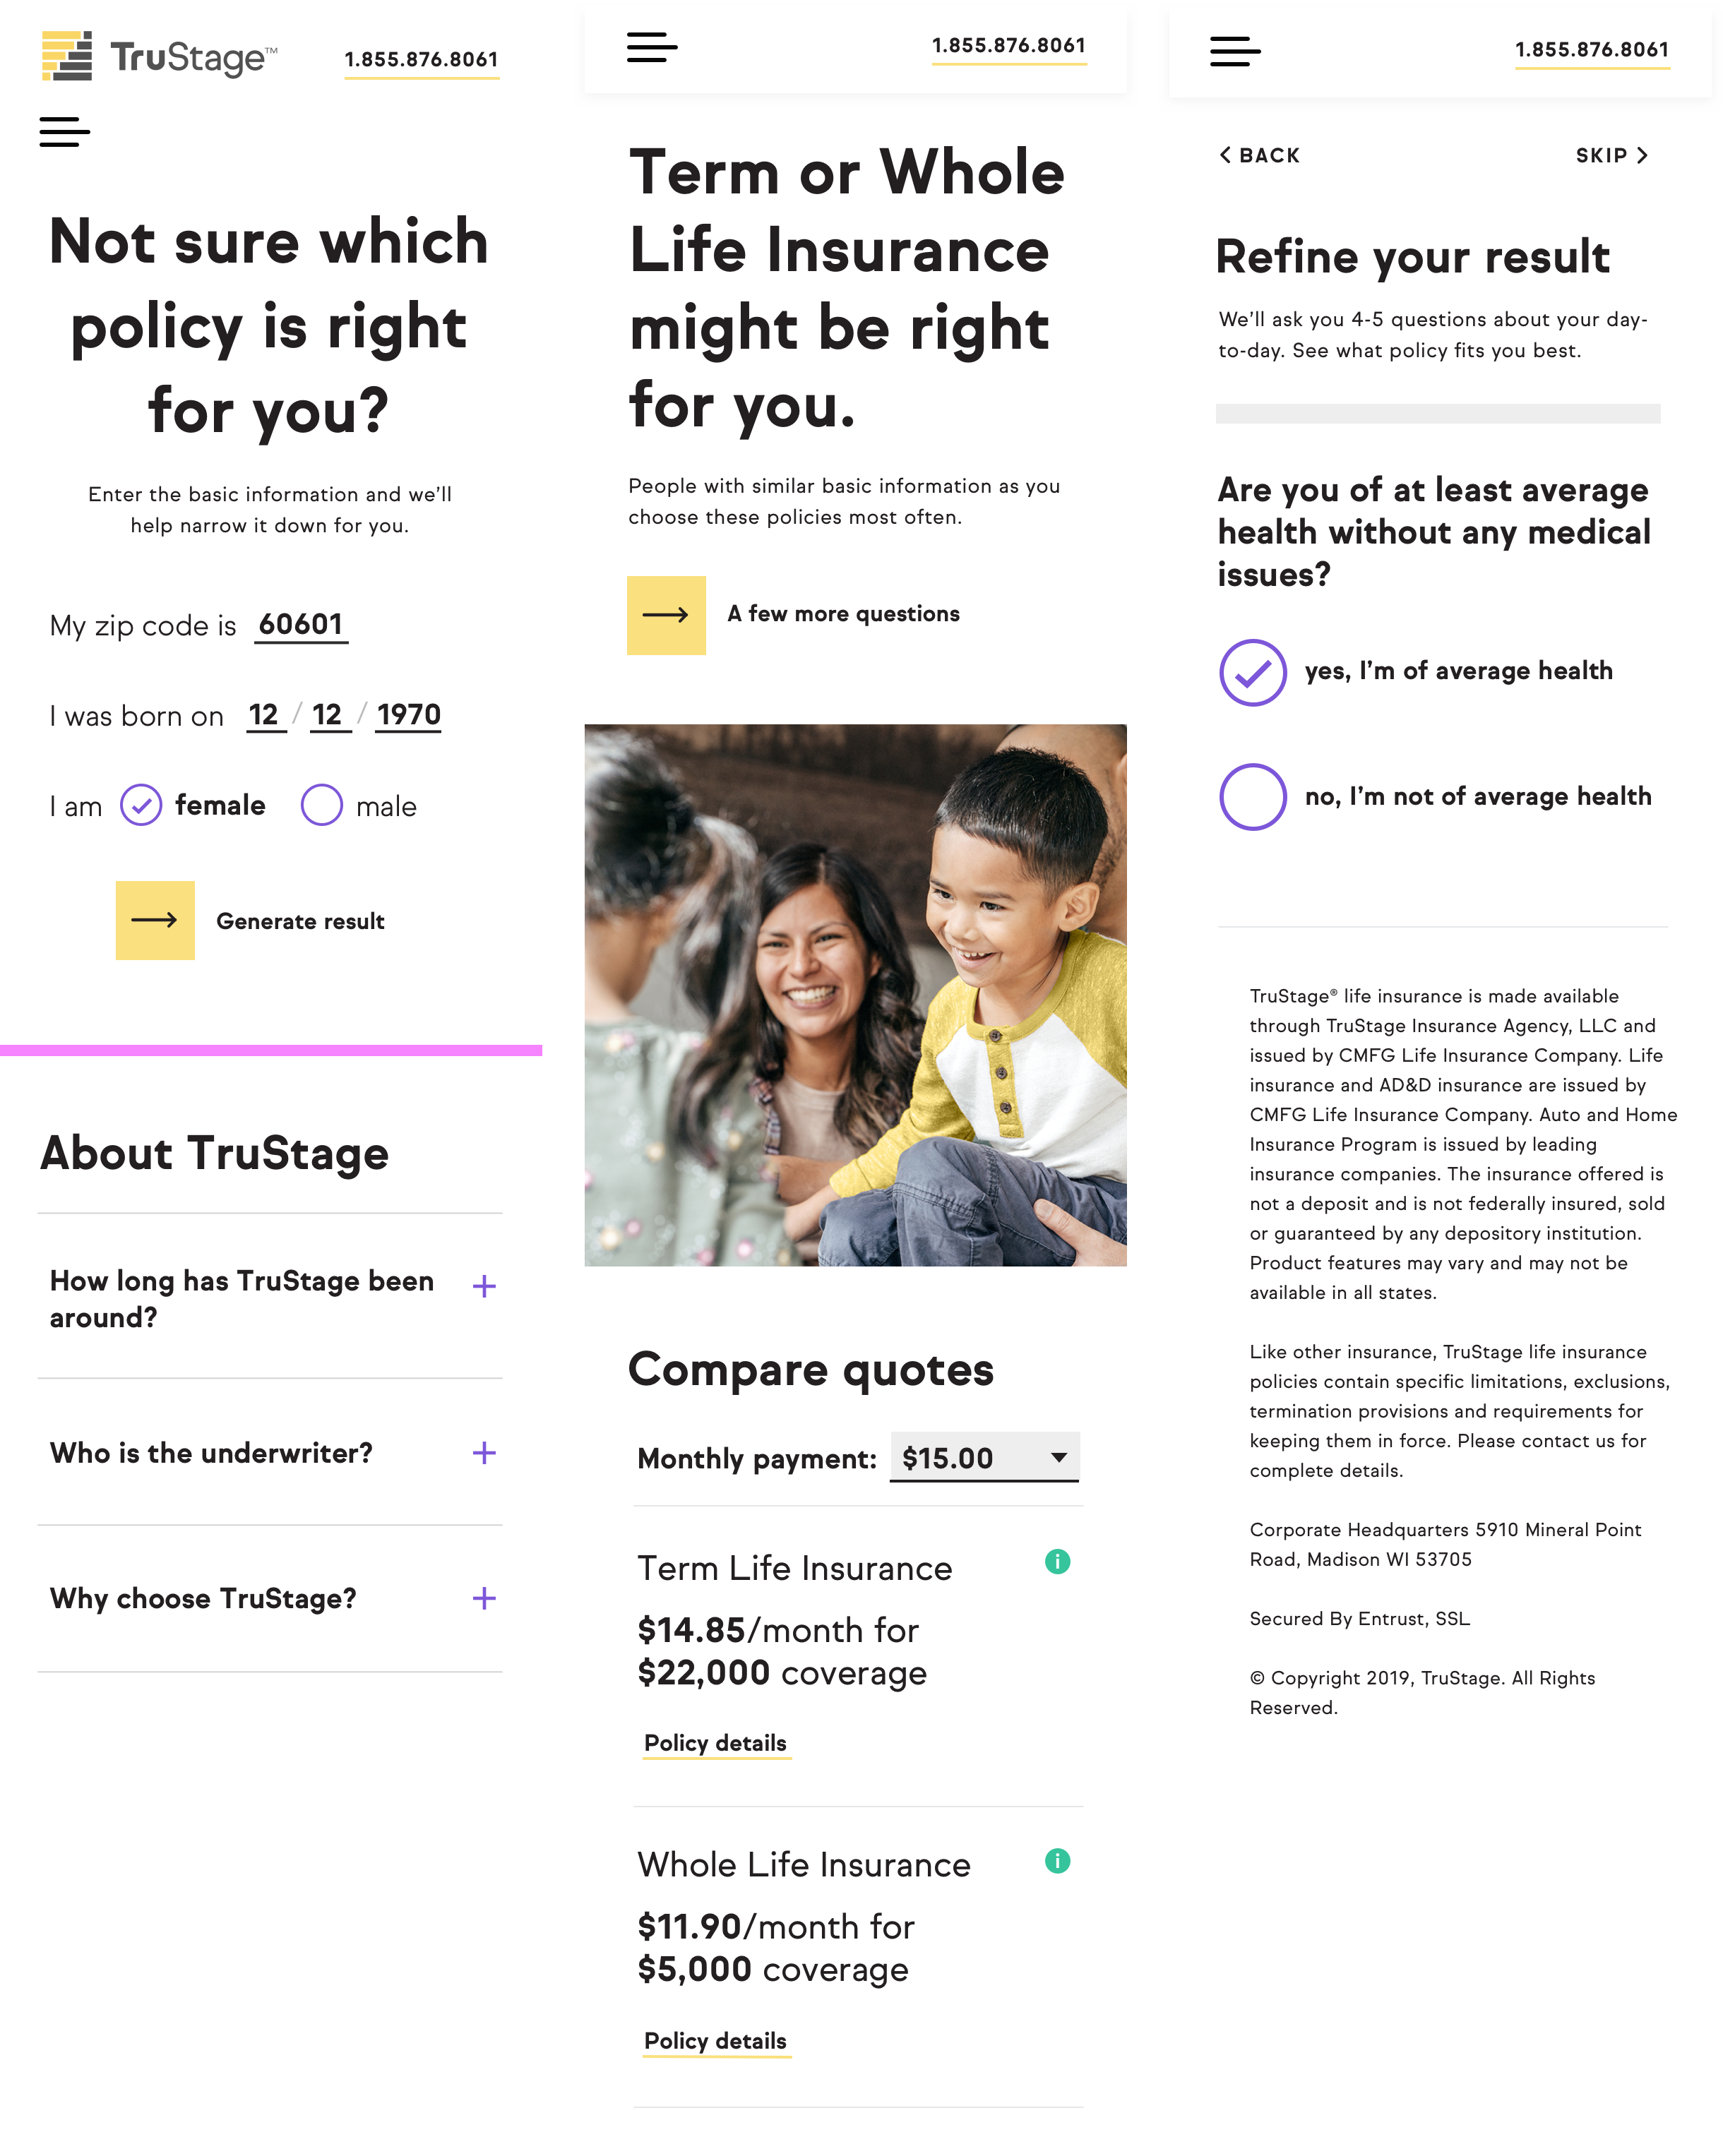 TruStage™
1.855.876.8061
Not sure which
policy is right
for you?
Enter the basic information and we’ll
help narrow it down for you.
My zip code is 60601
I was born on 12 / 12 / 1970
I am female male
Generate result
About TruStage
How long has TruStage been
around?
Who is the underwriter?
Why choose TruStage?
1.855.876.8061
Term or Whole
Life Insurance
might be right
for you.
People with similar basic information as you
choose these policies most often.
A few more questions
Compare quotes
Monthly payment: $15.00
Term Life Insurance i
$14.85/month for
$22,000 coverage
Policy details
Whole Life Insurance i
$11.90/month for
$5,000 coverage
Policy details
1.855.876.8061
BACK SKIP
Refine your result
We’ll ask you 4-5 questions about your day-
to-day. See what policy fits you best.
Are you of at least average
health without any medical
issues?
yes, I’m of average health
no, I’m not of average health
TruStage® life insurance is made available
through TruStage Insurance Agency, LLC and
issued by CMFG Life Insurance Company. Life
insurance and AD&D insurance are issued by
CMFG Life Insurance Company. Auto and Home
Insurance Program is issued by leading
insurance companies. The insurance offered is
not a deposit and is not federally insured, sold
or guaranteed by any depository institution.
Product features may vary and may not be
available in all states.
Like other insurance, TruStage life insurance
policies contain specific limitations, exclusions,
termination provisions and requirements for
keeping them in force. Please contact us for
complete details.
Corporate Headquarters 5910 Mineral Point
Road, Madison WI 53705
Secured By Entrust, SSL
© Copyright 2019, TruStage. All Rights
Reserved.